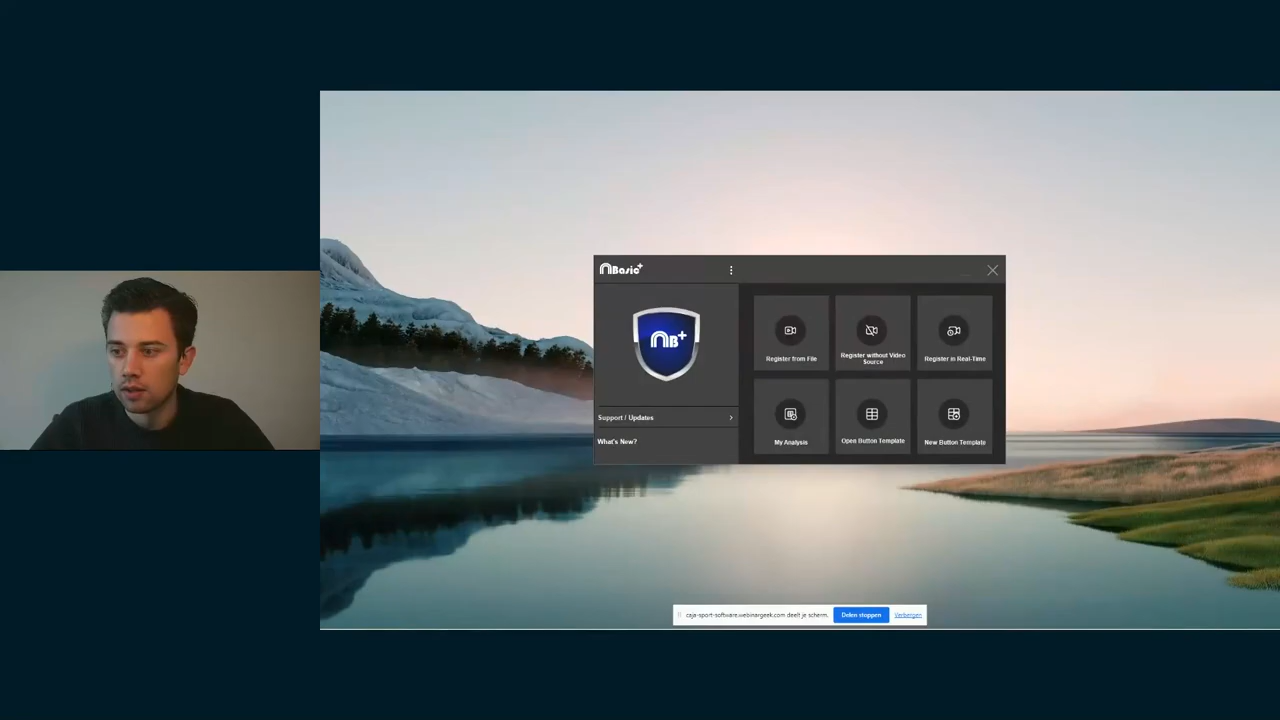 nBasic+
nB+
Support / Updates
What's New?
Register from File
Register without Video
Source
Register in Real-Time
My Analysis
Open Button Template
New Button Template
caja-sport-software.webinargeek.com deelt je scherm.
Delen stoppen
Verbergen